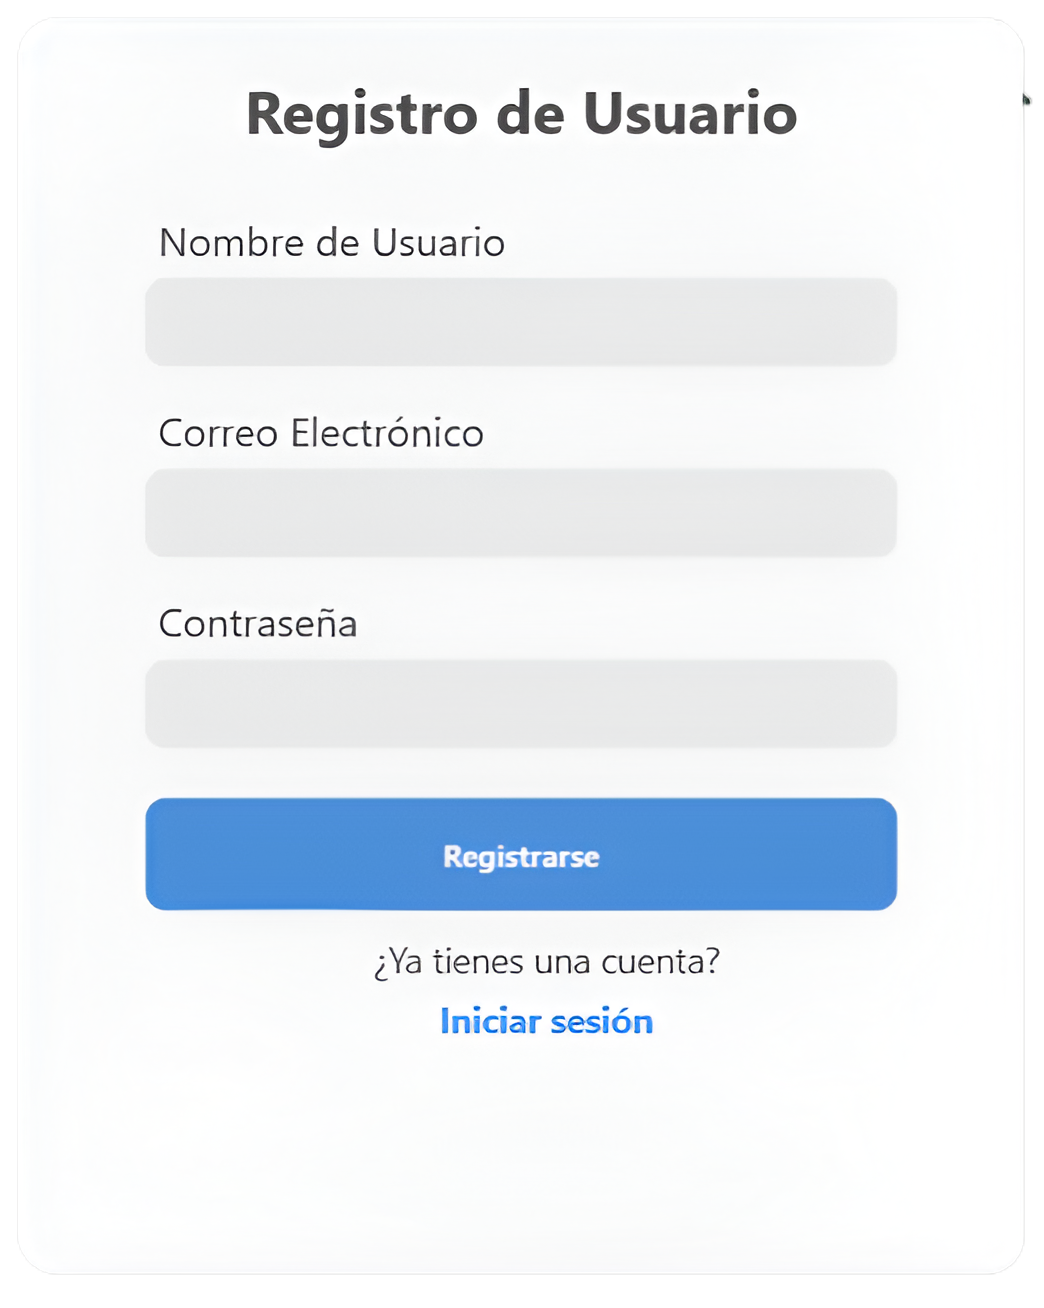 Registro de Usuario
Nombre de Usuario
Correo Electrónico
Contraseña
Registrarse
¿Ya tienes una cuenta?
Iniciar sesión